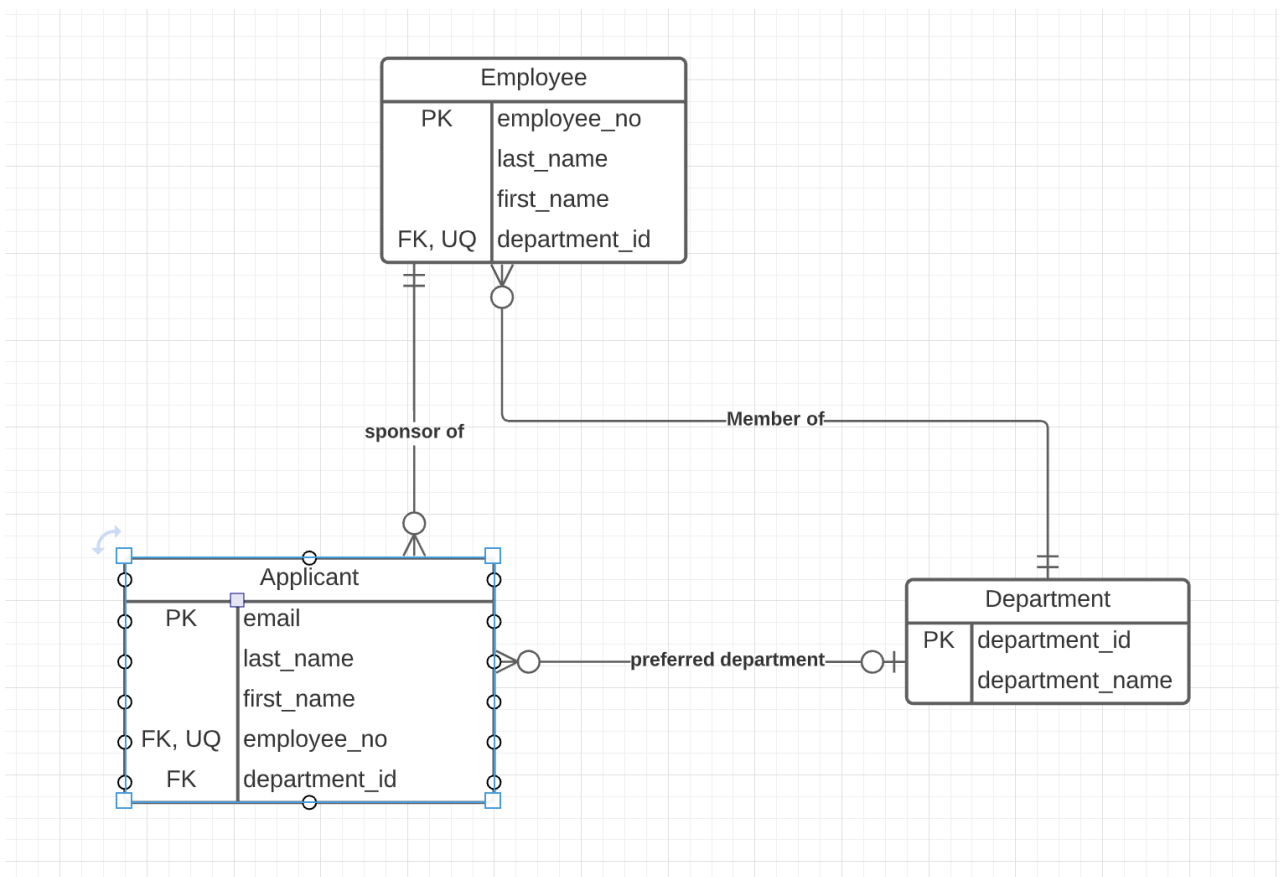 Employee
PK employee_no
last_name
first_name
FK, UQ department_id
Member of
sponsor of
Applicant
PK email
last_name
first_name
FK, UQ employee_no
FK department_id
preferred department
Department
PK department_id
department_name